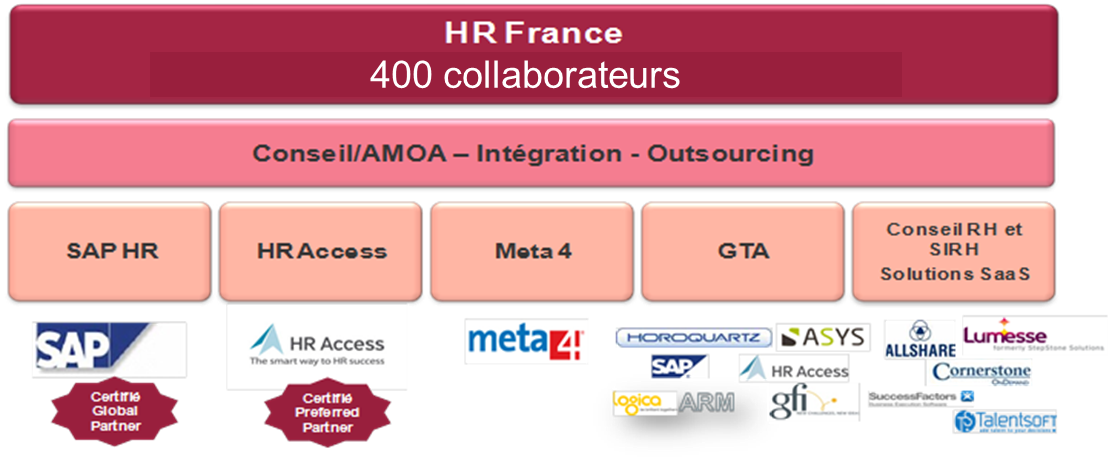 HR France
400 collaborateurs
Conseil/AMOA – Intégration - Outsourcing
SAP HR
HR Access
Meta 4
GTA
Conseil RH et
SIRH
Solutions SaaS
SAP
Certifié
Global
Partner
HR Access
The smart way to HR success
Certifié
Preferred
Partner
meta4!
HOROQUARTZ
ASYS
SAP
HR Access
logica
ARM
gfi
ALLSHARE
Lumesse
formerly StepStone Solutions
Cornerstone
OnDemand
SuccessFactors
Business Execution Software
Talentsoft